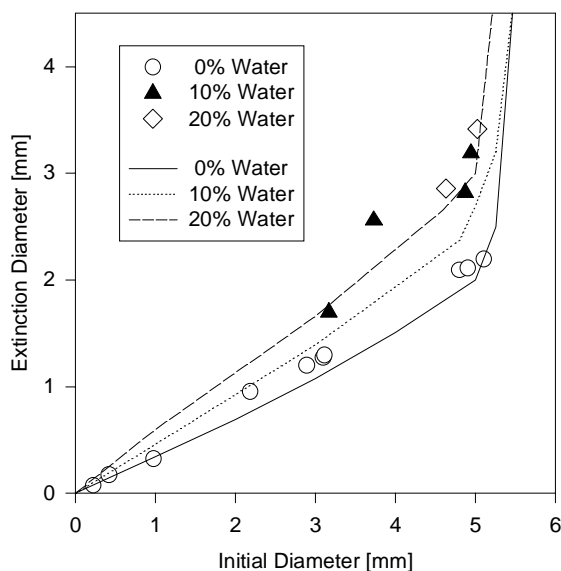 4
3
2
1
0
Extinction Diameter [mm]
0% Water
10% Water
20% Water
0% Water
10% Water
20% Water
0 1 2 3 4 5 6
Initial Diameter [mm]